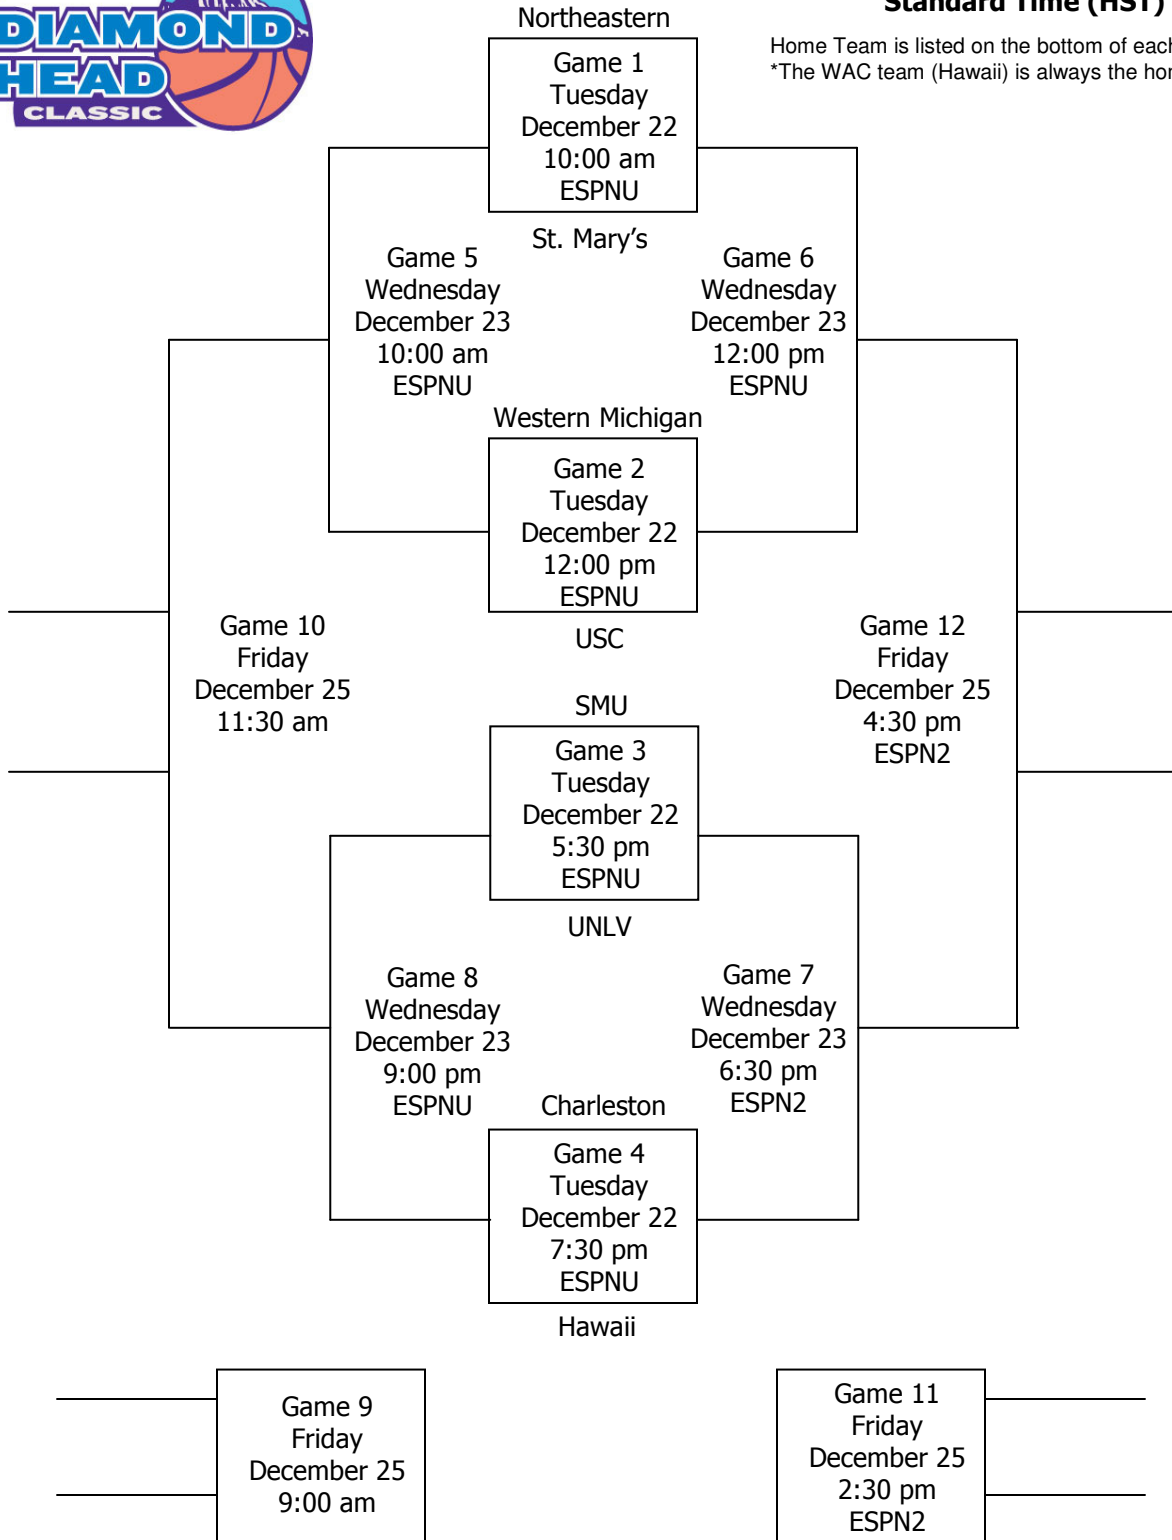 DIAMOND
HEAD
CLASSIC
Standard Time (HST)
Home Team is listed on the bottom of each
*The WAC team (Hawaii) is always the hor
Northeastern
Game 1
Tuesday
December 22
10:00 am
ESPNU
St. Mary’s
Game 5
Wednesday
December 23
10:00 am
ESPNU
Game 6
Wednesday
December 23
12:00 pm
ESPNU
Western Michigan
Game 2
Tuesday
December 22
12:00 pm
ESPNU
USC
Game 10
Friday
December 25
11:30 am
Game 12
Friday
December 25
4:30 pm
ESPN2
SMU
Game 3
Tuesday
December 22
5:30 pm
ESPNU
UNLV
Game 8
Wednesday
December 23
9:00 pm
ESPNU
Game 7
Wednesday
December 23
6:30 pm
ESPN2
Charleston
Game 4
Tuesday
December 22
7:30 pm
ESPNU
Hawaii
Game 9
Friday
December 25
9:00 am
Game 11
Friday
December 25
2:30 pm
ESPN2